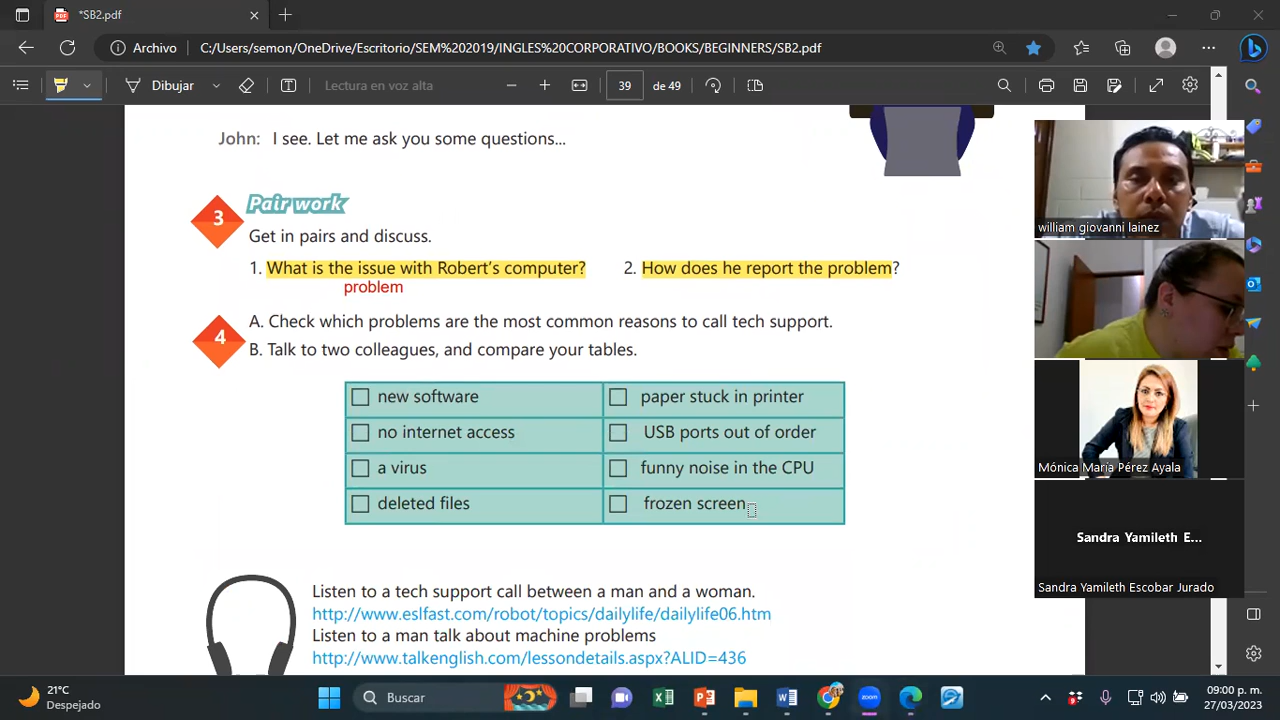 *SB2.pdf
Archivo
C:/Users/semon/OneDrive/Escritorio/SEM%202019/INGLES%20CORPORATIVO/BOOKS/BEGINNERS/SB2.pdf
Dibujar
Lectura en voz alta
39
de 49
John: I see. Let me ask you some questions...
3 Pair work
Get in pairs and discuss.
1. What is the issue with Robert's computer?
2. How does he report the problem?
problem
4
A. Check which problems are the most common reasons to call tech support.
B. Talk to two colleagues, and compare your tables.
new software
paper stuck in printer
no internet access
USB ports out of order
a virus
funny noise in the CPU
deleted files
frozen screen
Listen to a tech support call between a man and a woman.
http://www.eslfast.com/robot/topics/dailylife/dailylife06.htm
Listen to a man talk about machine problems
http://www.talkenglish.com/lessondetails.aspx?ALID=436
william giovanni lainez
Mónica María Pérez Ayala
Sandra Yamileth E...
Sandra Yamileth Escobar Jurado
21°C
Despejado
Buscar
09:00 p. m.
27/03/2023